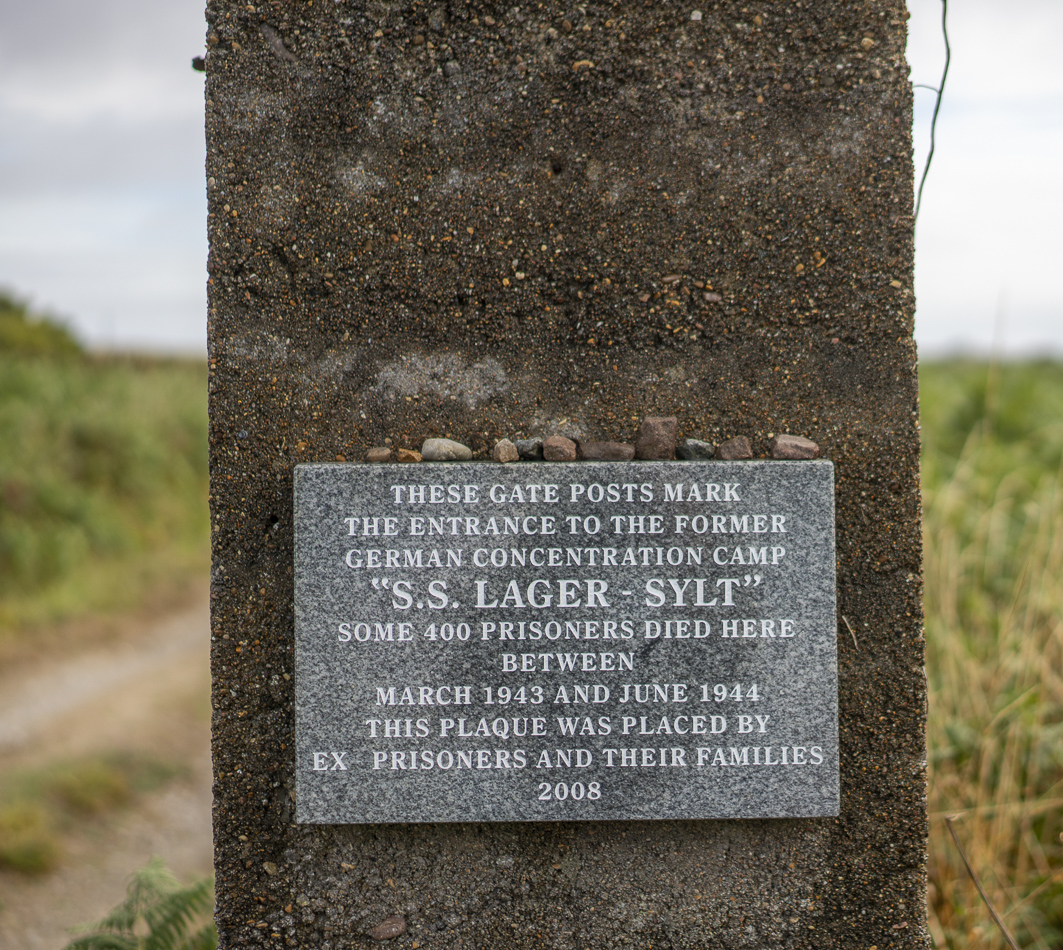 THESE GATE POSTS MARK
THE ENTRANCE TO THE FORMER
GERMAN CONCENTRATION CAMP
“S.S. LAGER - SYLT”
SOME 400 PRISONERS DIED HERE
BETWEEN
MARCH 1943 AND JUNE 1944
THIS PLAQUE WAS PLACED BY
EX PRISONERS AND THEIR FAMILIES
2008